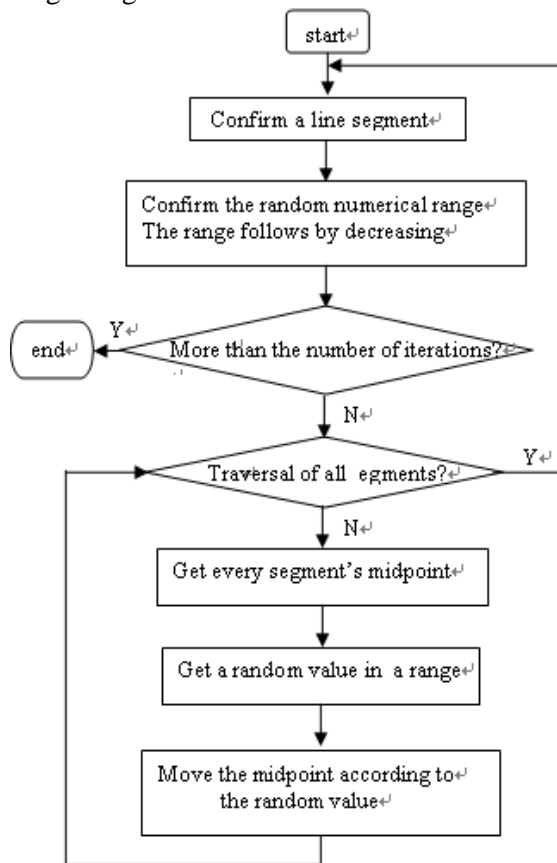 start↵
Confirm a line segment↵
Confirm the random numerical range↵
The range follows by decreasing↵
Y↵
end↵
More than the number of iterations?↵
N↵
Traversal of all egments?↵
Y↵
N↵
Get every segment's midpoint↵
Get a random value in a range↵
Move the midpoint according to↵
the random value↵